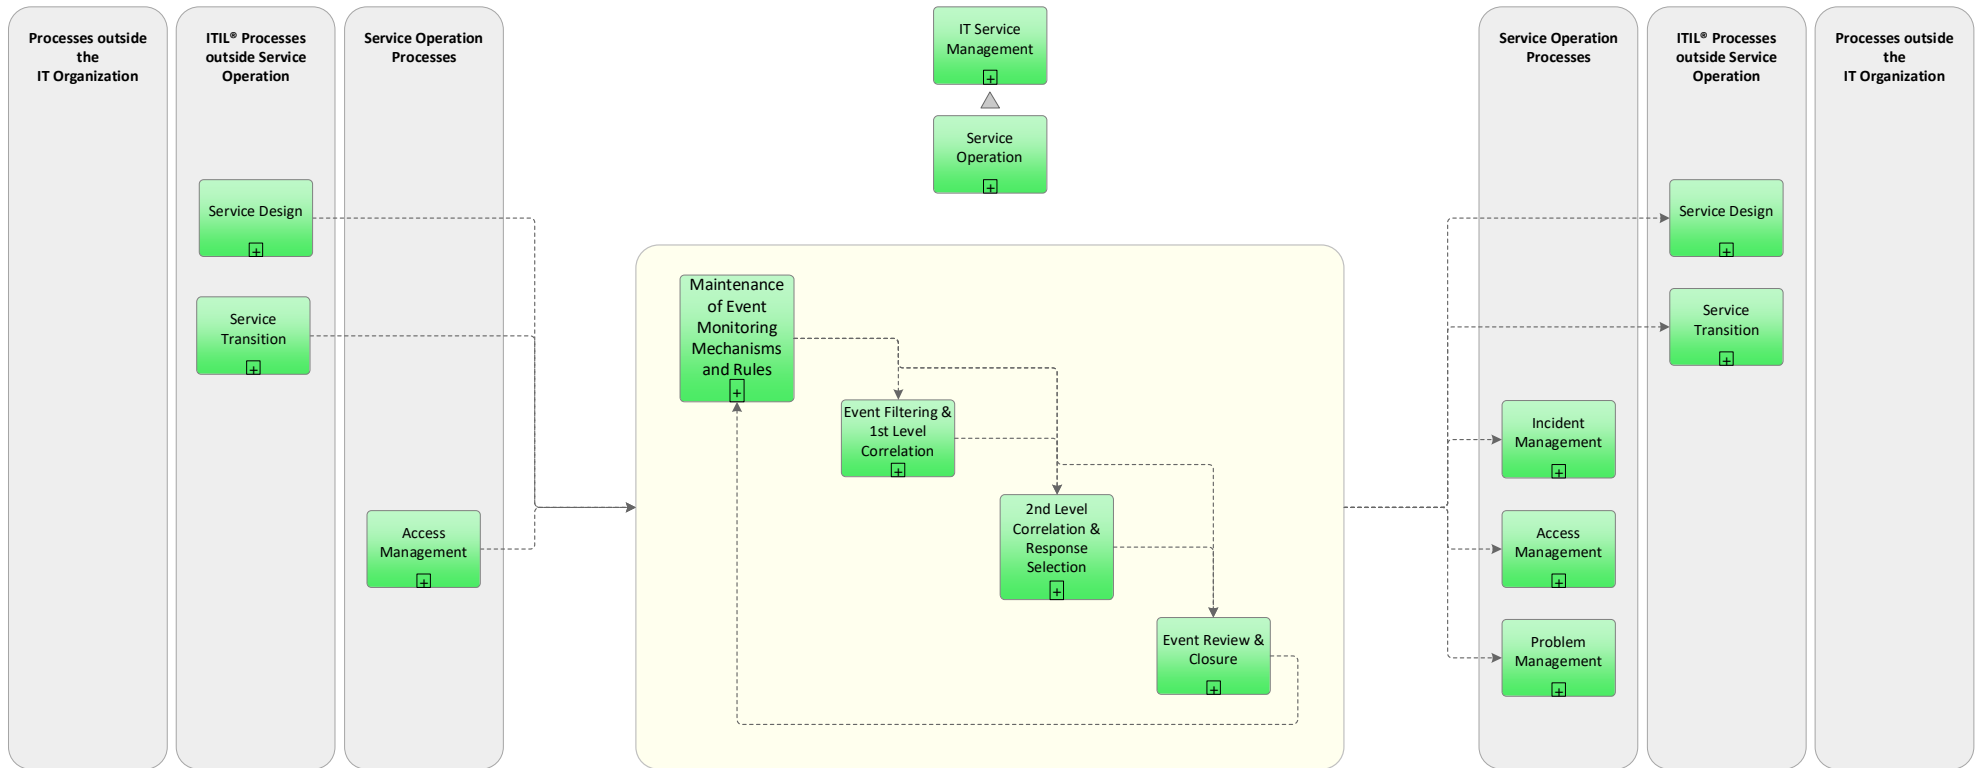 Processes outside
the
IT Organization
ITIL® Processes
outside Service
Operation
Service Operation
Processes
IT Service
Management
Service
Operation
Service Operation
Processes
ITIL® Processes
outside Service
Operation
Processes outside
the
IT Organization
Service Design
Service
Transition
Access
Management
Maintenance
of Event
Monitoring
Mechanisms
and Rules
Event Filtering &
1st Level
Correlation
2nd Level
Correlation &
Response
Selection
Event Review &
Closure
Service Design
Service
Transition
Incident
Management
Access
Management
Problem
Management